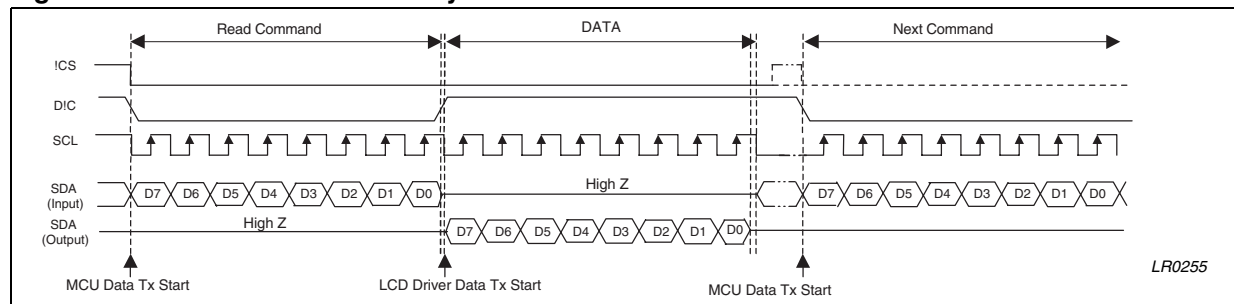 Read Command DATA Next Command
!CS
D!C
SCL
SDA (Input) D7 D6 D5 D4 D3 D2 D1 D0 High Z D7 D6 D5 D4 D3 D2 D1 D0
SDA (Output) High Z D7 D6 D5 D4 D3 D2 D1 D0
LR0255
MCU Data Tx Start LCD Driver Data Tx Start MCU Data Tx Start